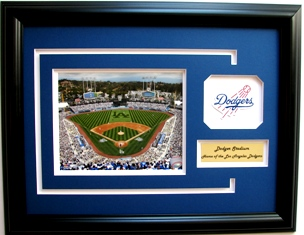 Dodgers
Dodger Stadium
Home of the Los Angeles Dodgers